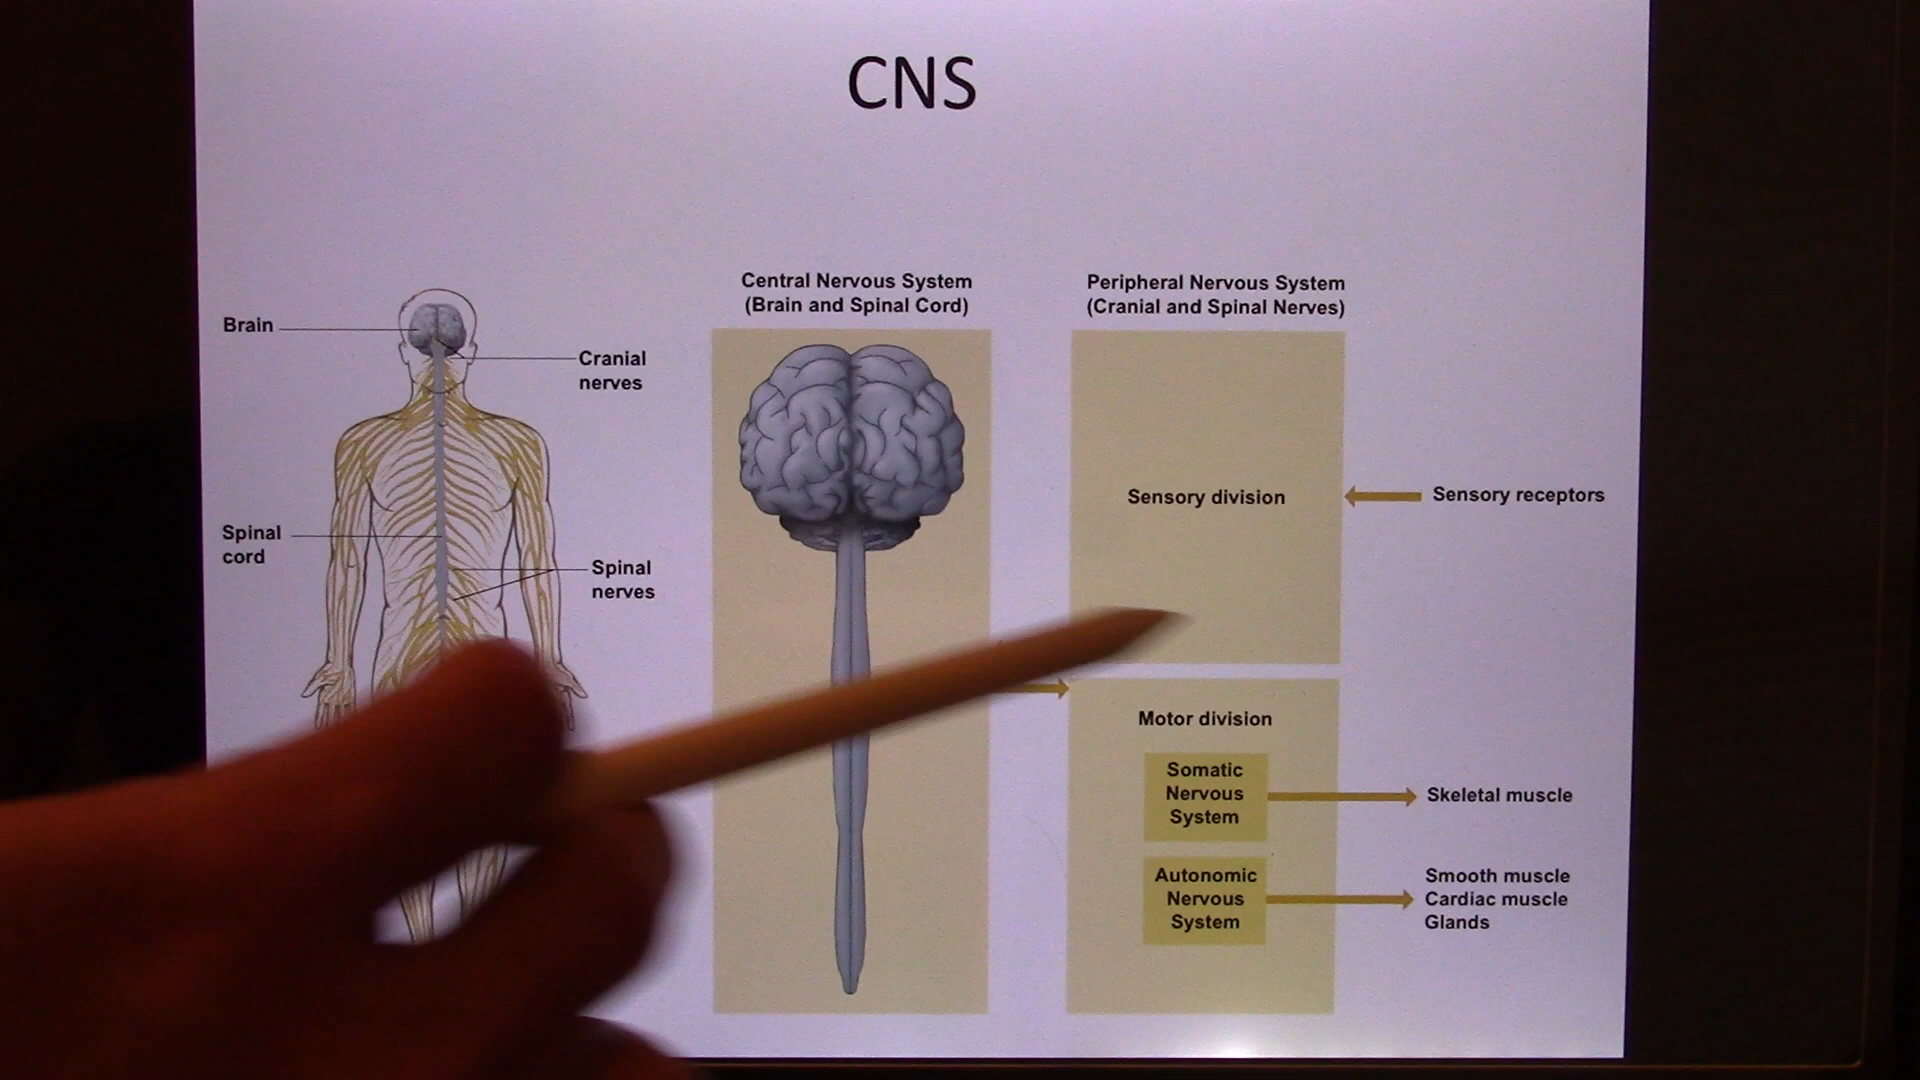 CNS
Brain
Cranial
nerves
Spinal
cord
Spinal
nerves
Central Nervous System
(Brain and Spinal Cord)
Peripheral Nervous System
(Cranial and Spinal Nerves)
Sensory division
Sensory receptors
Motor division
Somatic
Nervous
System
Skeletal muscle
Autonomic
Nervous
System
Smooth muscle
Cardiac muscle
Glands